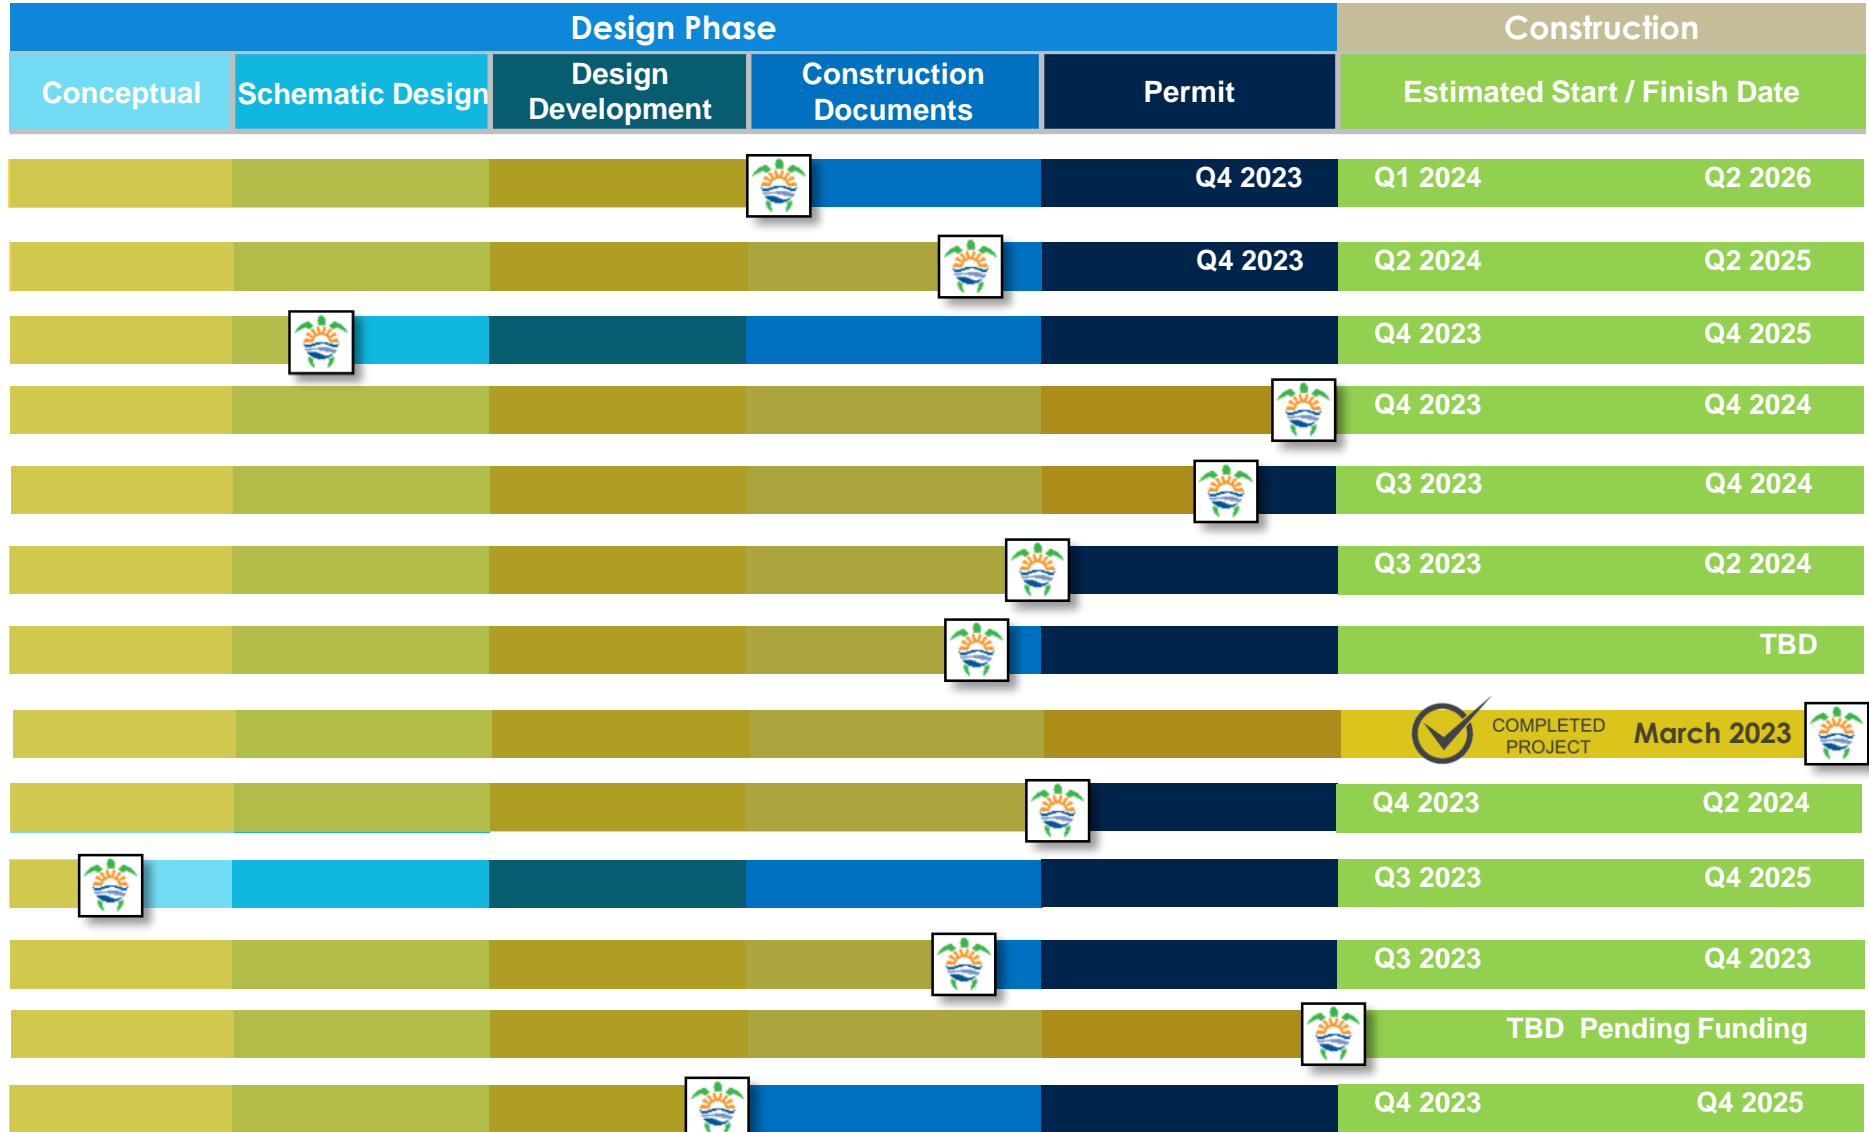 Design Phase Construction
Conceptual Schematic Design Design Development Construction Documents Permit Estimated Start / Finish Date
Q4 2023 Q1 2024 Q2 2026
Q4 2023 Q2 2024 Q2 2025
Q4 2023 Q4 2025
Q4 2023 Q4 2024
Q3 2023 Q4 2024
Q3 2023 Q2 2024
TBD
COMPLETED PROJECT March 2023
Q4 2023 Q2 2024
Q3 2023 Q4 2025
Q3 2023 Q4 2023
TBD Pending Funding
Q4 2023 Q4 2025